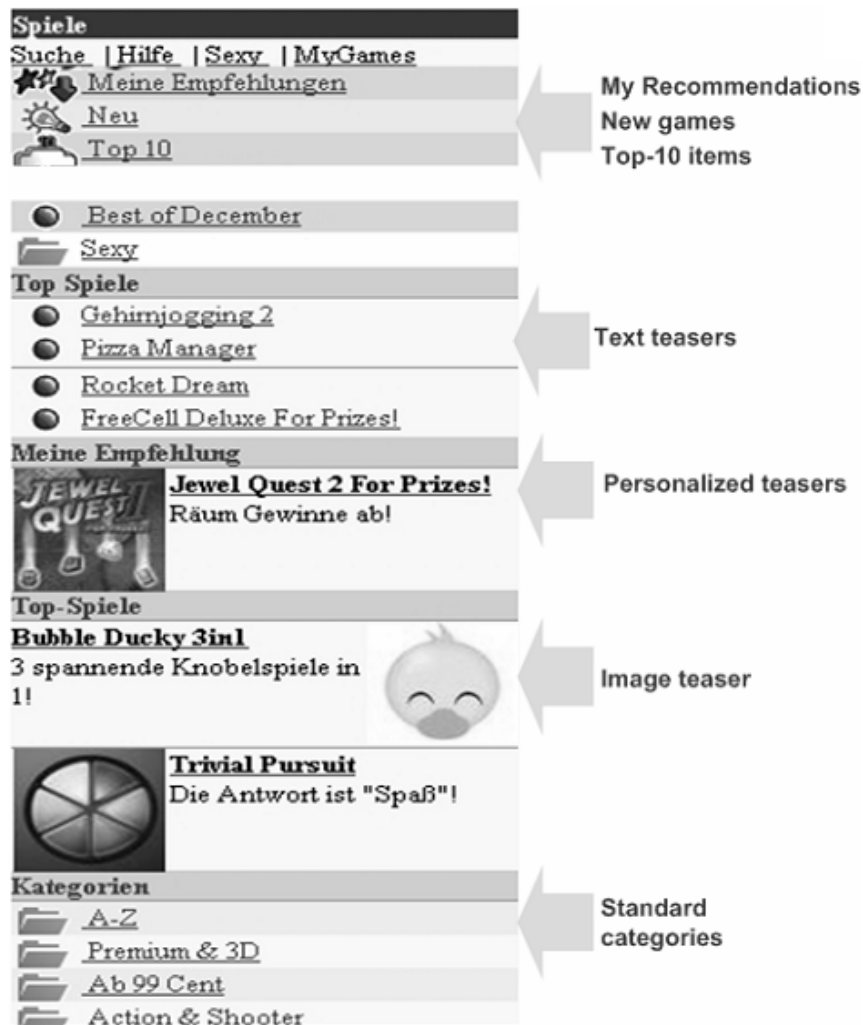 Spiele
Suche | Hilfe | Sexy | MyGames
Meine Empfehlungen
Neu
Top 10
My Recommendations
New games
Top-10 items
Best of December
Sexy
Top Spiele
Gehirnjogging 2
Pizza Manager
Rocket Dream
FreeCell Deluxe For Prizes!
Text teasers
Meine Empfehlung
JEWEL
QUEST II
Jewel Quest 2 For Prizes!
Räum Gewinne ab!
Personalized teasers
Top-Spiele
Bubble Ducky 3in1
3 spannende Knobelspiele in
1!
Image teaser
Trivial Pursuit
Die Antwort ist "Spaß"!
Kategorien
A-Z
Premium & 3D
Ab 99 Cent
Action & Shooter
Standard
categories